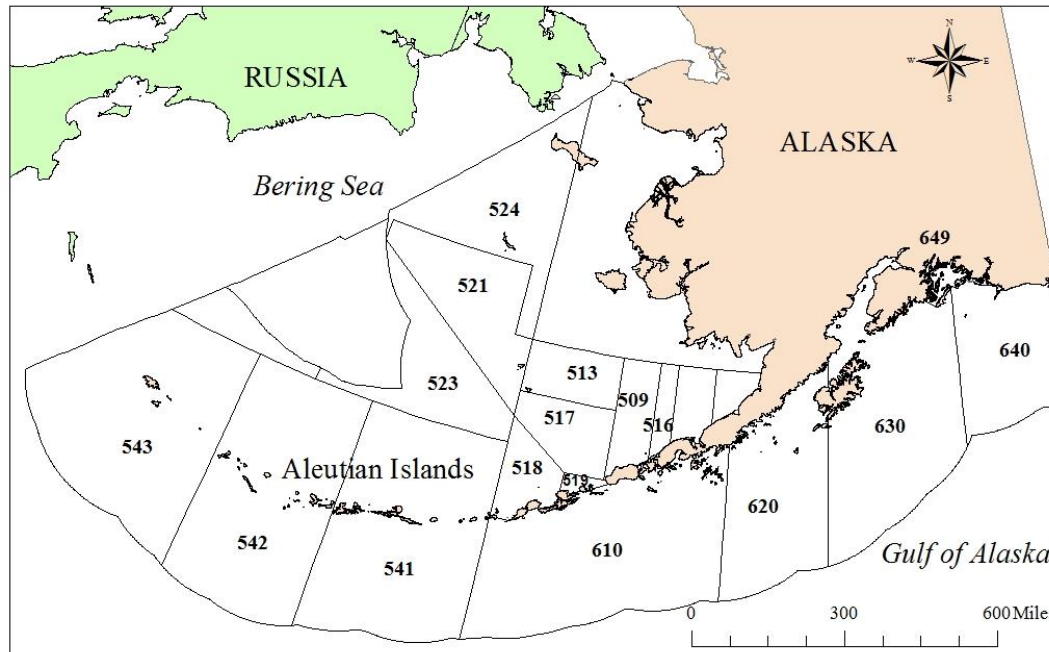 N
W E
S
RUSSIA
ALASKA
Bering Sea
524
649
521
640
513
523
509
517
516
630
543
Aleutian Islands
518
519
620
542
541
610
Gulf of Alaska
0 300 600 Miles